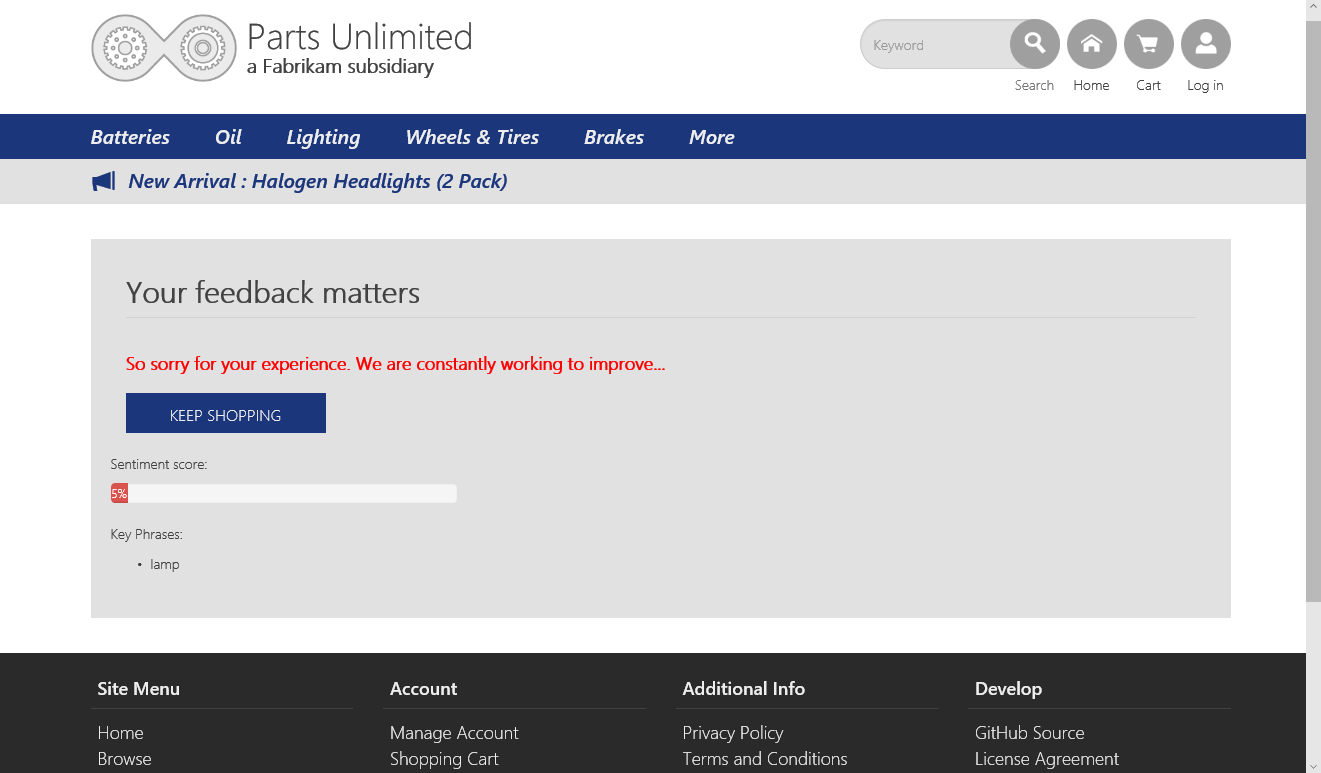 Parts Unlimited
a Fabrikam subsidiary
Keyword
Search Home Cart Log in
Batteries Oil Lighting Wheels & Tires Brakes More
New Arrival : Halogen Headlights (2 Pack)
Your feedback matters
So sorry for your experience. We are constantly working to improve...
KEEP SHOPPING
Sentiment score:
5%
Key Phrases:
• lamp
Site Menu Account Additional Info Develop
Home Manage Account Privacy Policy GitHub Source
Browse Shopping Cart Terms and Conditions License Agreement